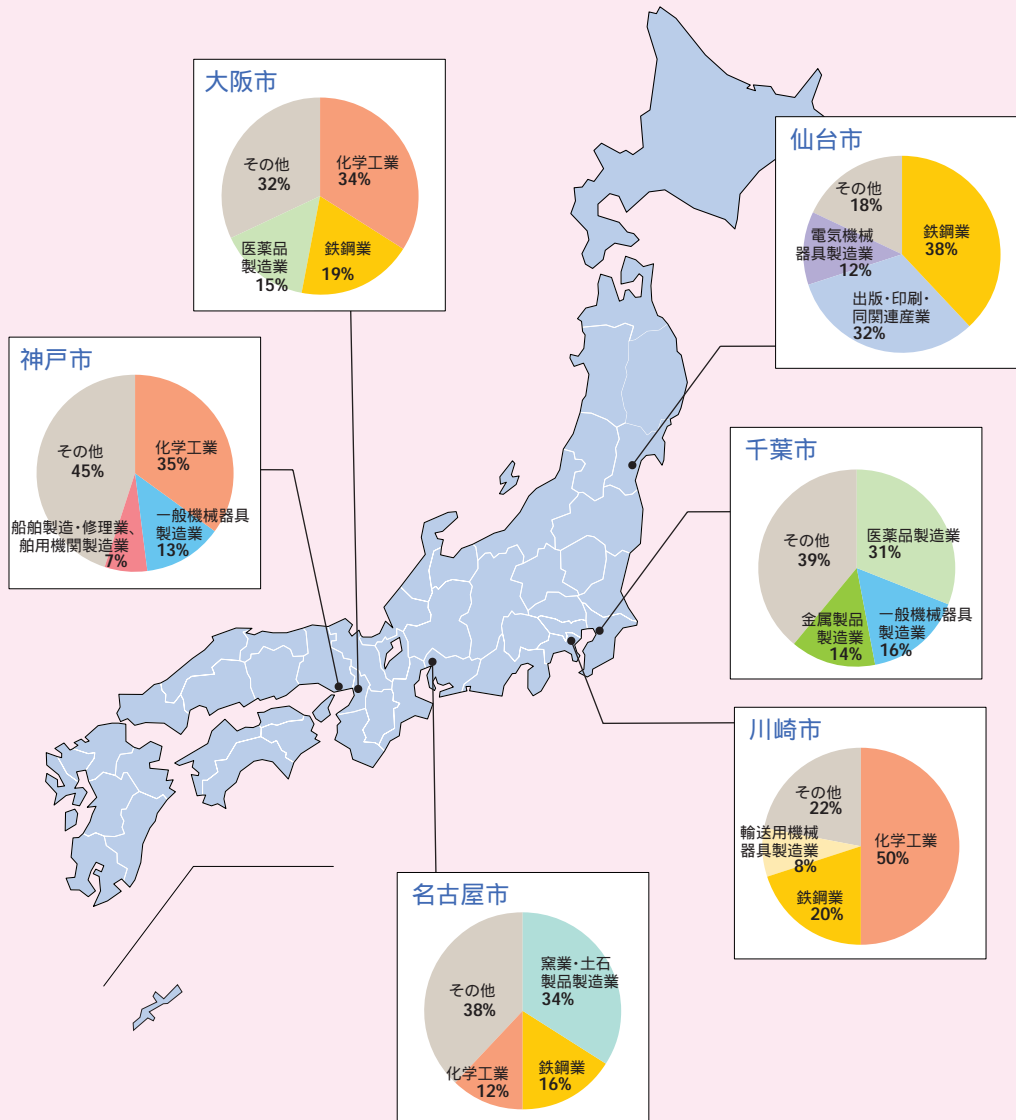 大阪市
その他
32%
化学工業
34%
医薬品
製造業
15%
鉄鋼業
19%
仙台市
その他
18%
鉄鋼業
38%
電気機械
器具製造業
12%
出版・印刷・
同関連産業
32%
神戸市
その他
45%
化学工業
35%
船舶製造・修理業、
舶用機関製造業
7%
一般機械器具
製造業
13%
千葉市
その他
39%
医薬品製造業
31%
金属製品
製造業
14%
一般機械器具
製造業
16%
川崎市
その他
22%
化学工業
50%
輸送用機械
器具製造業
8%
鉄鋼業
20%
名古屋市
その他
38%
窯業・土石
製品製造業
34%
化学工業
12%
鉄鋼業
16%